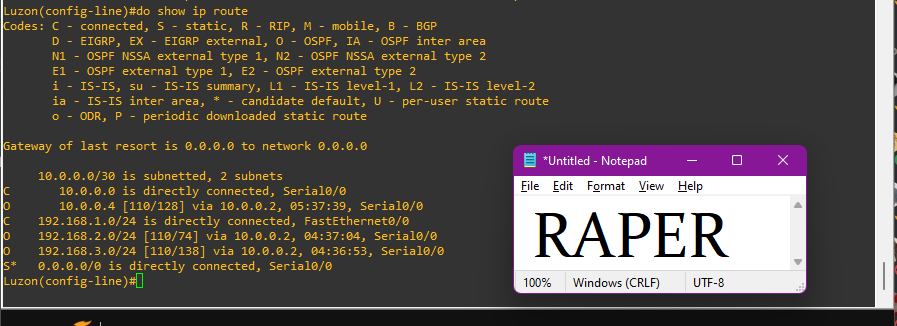 Luzon(config-line)#do show ip route
Codes: C - connected, S - static, R - RIP, M - mobile, B - BGP
D - EIGRP, EX - EIGRP external, O - OSPF, IA - OSPF inter area
N1 - OSPF NSSA external type 1, N2 - OSPF NSSA external type 2
E1 - OSPF external type 1, E2 - OSPF external type 2
i - IS-IS, su - IS-IS summary, L1 - IS-IS level-1, L2 - IS-IS level-2
ia - IS-IS inter area, * - candidate default, U - per-user static route
o - ODR, P - periodic downloaded static route
Gateway of last resort is 0.0.0.0 to network 0.0.0.0
10.0.0.0/30 is subnetted, 2 subnets
C 10.0.0.0 is directly connected, Serial0/0
O 10.0.0.4 [110/128] via 10.0.0.2, 05:37:39, Serial0/0
C 192.168.1.0/24 is directly connected, FastEthernet0/0
O 192.168.2.0/24 [110/74] via 10.0.0.2, 04:37:04, Serial0/0
O 192.168.3.0/24 [110/138] via 10.0.0.2, 04:36:53, Serial0/0
S* 0.0.0.0/0 is directly connected, Serial0/0
Luzon(config-line)#
*Untitled - Notepad
File Edit Format View Help
RAPER
100% Windows (CRLF) UTF-8